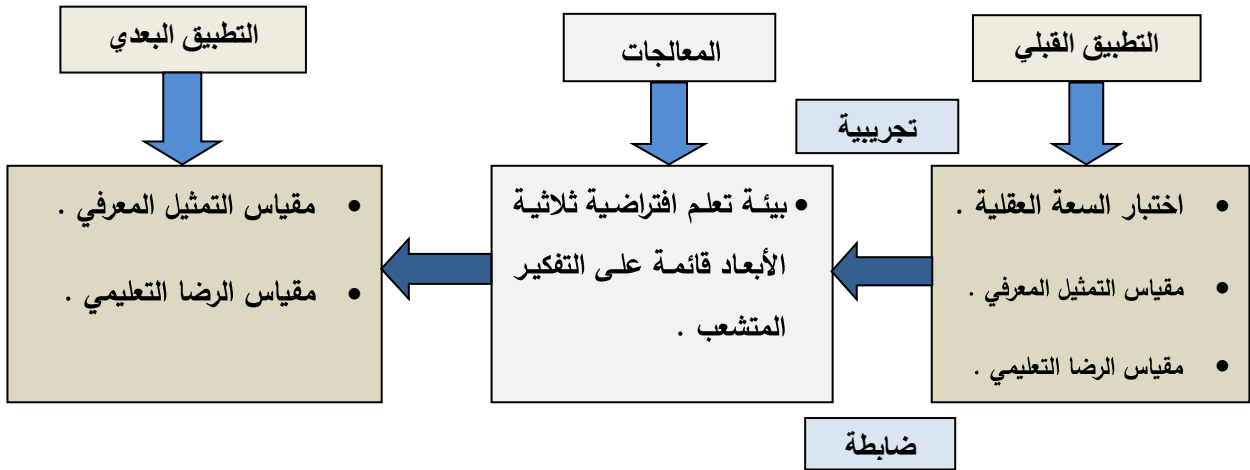 التطبيق القبلي
المعالجات
التطبيق البعدي
تجريبية
• اختبار السعة العقلية .
• مقياس التمثيل المعرفي .
• مقياس الرضا التعليمي .
• بيئة تعلم افتراضية ثلاثية
الأبعاد قائمة على التفكير
المتشعب .
• مقياس التمثيل المعرفي .
• مقياس الرضا التعليمي .
ضابطة